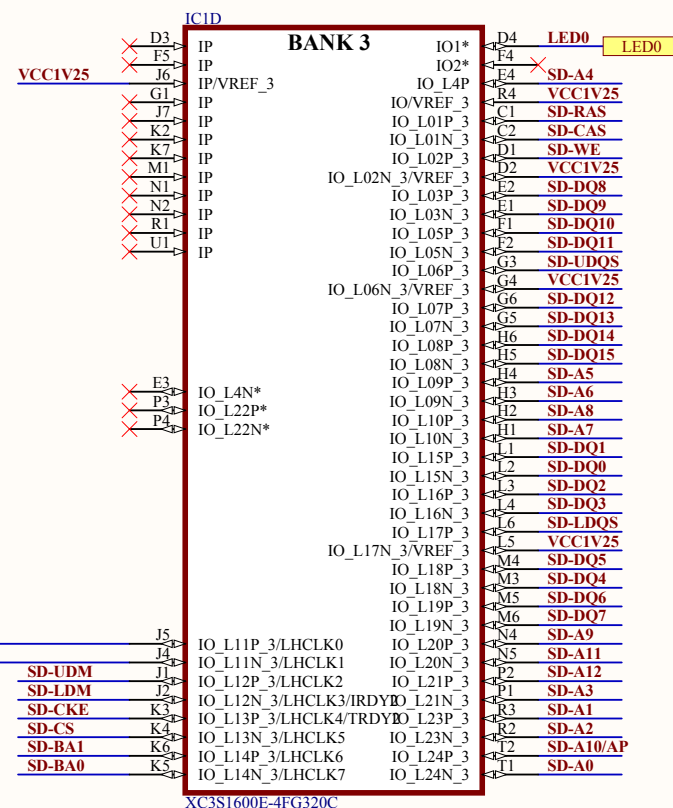 IC1D
BANK 3
D3 IP
F5 IP
VCC1V25 J6 IP/VREF_3
G1 IP
J7 IP
K2 IP
K7 IP
M1 IP
N1 IP
N2 IP
R1 IP
U1 IP
E3 IO_L4N*
P3 IO_L22P*
P4 IO_L22N*
J5 IO_L11P_3/LHCLK0
J4 IO_L11N_3/LHCLK1
SD-UDM J1 IO_L12P_3/LHCLK2
SD-LDM J2 IO_L12N_3/LHCLK3/IRDY2
SD-CKE K3 IO_L13P_3/LHCLK4/TRDY2
SD-CS K4 IO_L13N_3/LHCLK5
SD-BA1 K6 IO_L14P_3/LHCLK6
SD-BA0 K5 IO_L14N_3/LHCLK7
IO1* D4 LED0 LED0
IO2* F4
IO_L4P E4 SD-A4
IO/VREF_3 R4 VCC1V25
IO_L01P_3 C1 SD-RAS
IO_L01N_3 C2 SD-CAS
IO_L02P_3 D1 SD-WE
IO_L02N_3/VREF_3 D2 VCC1V25
IO_L03P_3 E2 SD-DQ8
IO_L03N_3 E1 SD-DQ9
IO_L05P_3 F1 SD-DQ10
IO_L05N_3 F2 SD-DQ11
IO_L06P_3 G3 SD-UDQS
IO_L06N_3/VREF_3 G4 VCC1V25
IO_L07P_3 G6 SD-DQ12
IO_L07N_3 G5 SD-DQ13
IO_L08P_3 H6 SD-DQ14
IO_L08N_3 H5 SD-DQ15
IO_L09P_3 H4 SD-A5
IO_L09N_3 H3 SD-A6
IO_L10P_3 H2 SD-A8
IO_L10N_3 H1 SD-A7
IO_L15P_3 L1 SD-DQ1
IO_L15N_3 L2 SD-DQ0
IO_L16P_3 L3 SD-DQ2
IO_L16N_3 L4 SD-DQ3
IO_L17P_3 L6 SD-LDQS
IO_L17N_3/VREF_3 L5 VCC1V25
IO_L18P_3 M4 SD-DQ5
IO_L18N_3 M3 SD-DQ4
IO_L19P_3 M5 SD-DQ6
IO_L19N_3 M6 SD-DQ7
IO_L20P_3 N4 SD-A9
IO_L20N_3 N5 SD-A11
IO_L21P_3 P2 SD-A12
IO_L21N_3 P1 SD-A3
IO_L23P_3 R3 SD-A1
IO_L23N_3 R2 SD-A2
IO_L24P_3 T2 SD-A10/AP
IO_L24N_3 T1 SD-A0
XC3S1600E-4FG320C